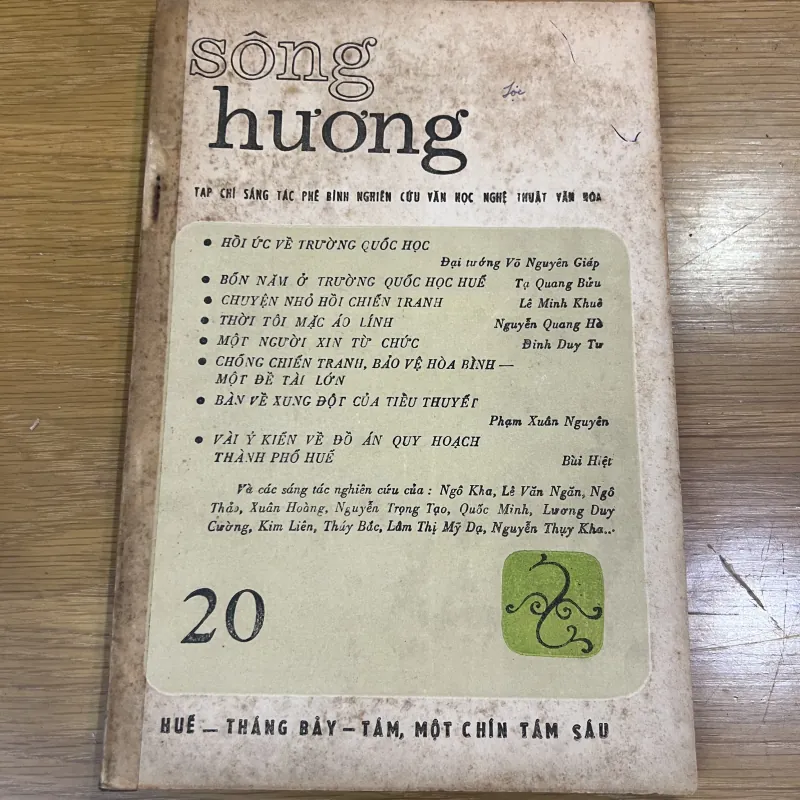 sông
hương
Lộc
TẠP CHÍ SÁNG TÁC PHÊ BÌNH NGHIÊN CỨU VĂN HỌC NGHỆ THUẬT VĂN HÓA
• HỒI ỨC VỀ TRƯỜNG QUỐC HỌC
Đại tướng Võ Nguyên Giáp
• BỐN NĂM Ở TRƯỜNG QUỐC HỌC HUẾ Tạ Quang Bửu
• CHUYỆN NHỎ HỒI CHIẾN TRANH Lê Minh Khuê
• THỜI TÔI MẶC ÁO LÍNH Nguyễn Quang Hà
• MỘT NGƯỜI XIN TỪ CHỨC Đinh Duy Tư
• CHỐNG CHIẾN TRANH, BẢO VỆ HÒA BÌNH —
MỘT ĐỀ TÀI LỚN
• BÀN VỀ XUNG ĐỘT CỦA TIỂU THUYẾT
Phạm Xuân Nguyên
• VÀI Ý KIẾN VỀ ĐỒ ÁN QUY HOẠCH
THÀNH PHỐ HUẾ Bùi Hiệt
Và các sáng tác nghiên cứu của : Ngô Kha, Lê Văn Ngăn, Ngô
Thảo, Xuân Hoàng, Nguyễn Trọng Tạo, Quốc Minh, Lương Duy
Cường, Kim Liên, Thúy Bắc, Lâm Thị Mỹ Dạ, Nguyễn Thụy Kha...
20
HUẾ — THÁNG BẢY — TÁM, MỘT CHÍN TÁM SÁU